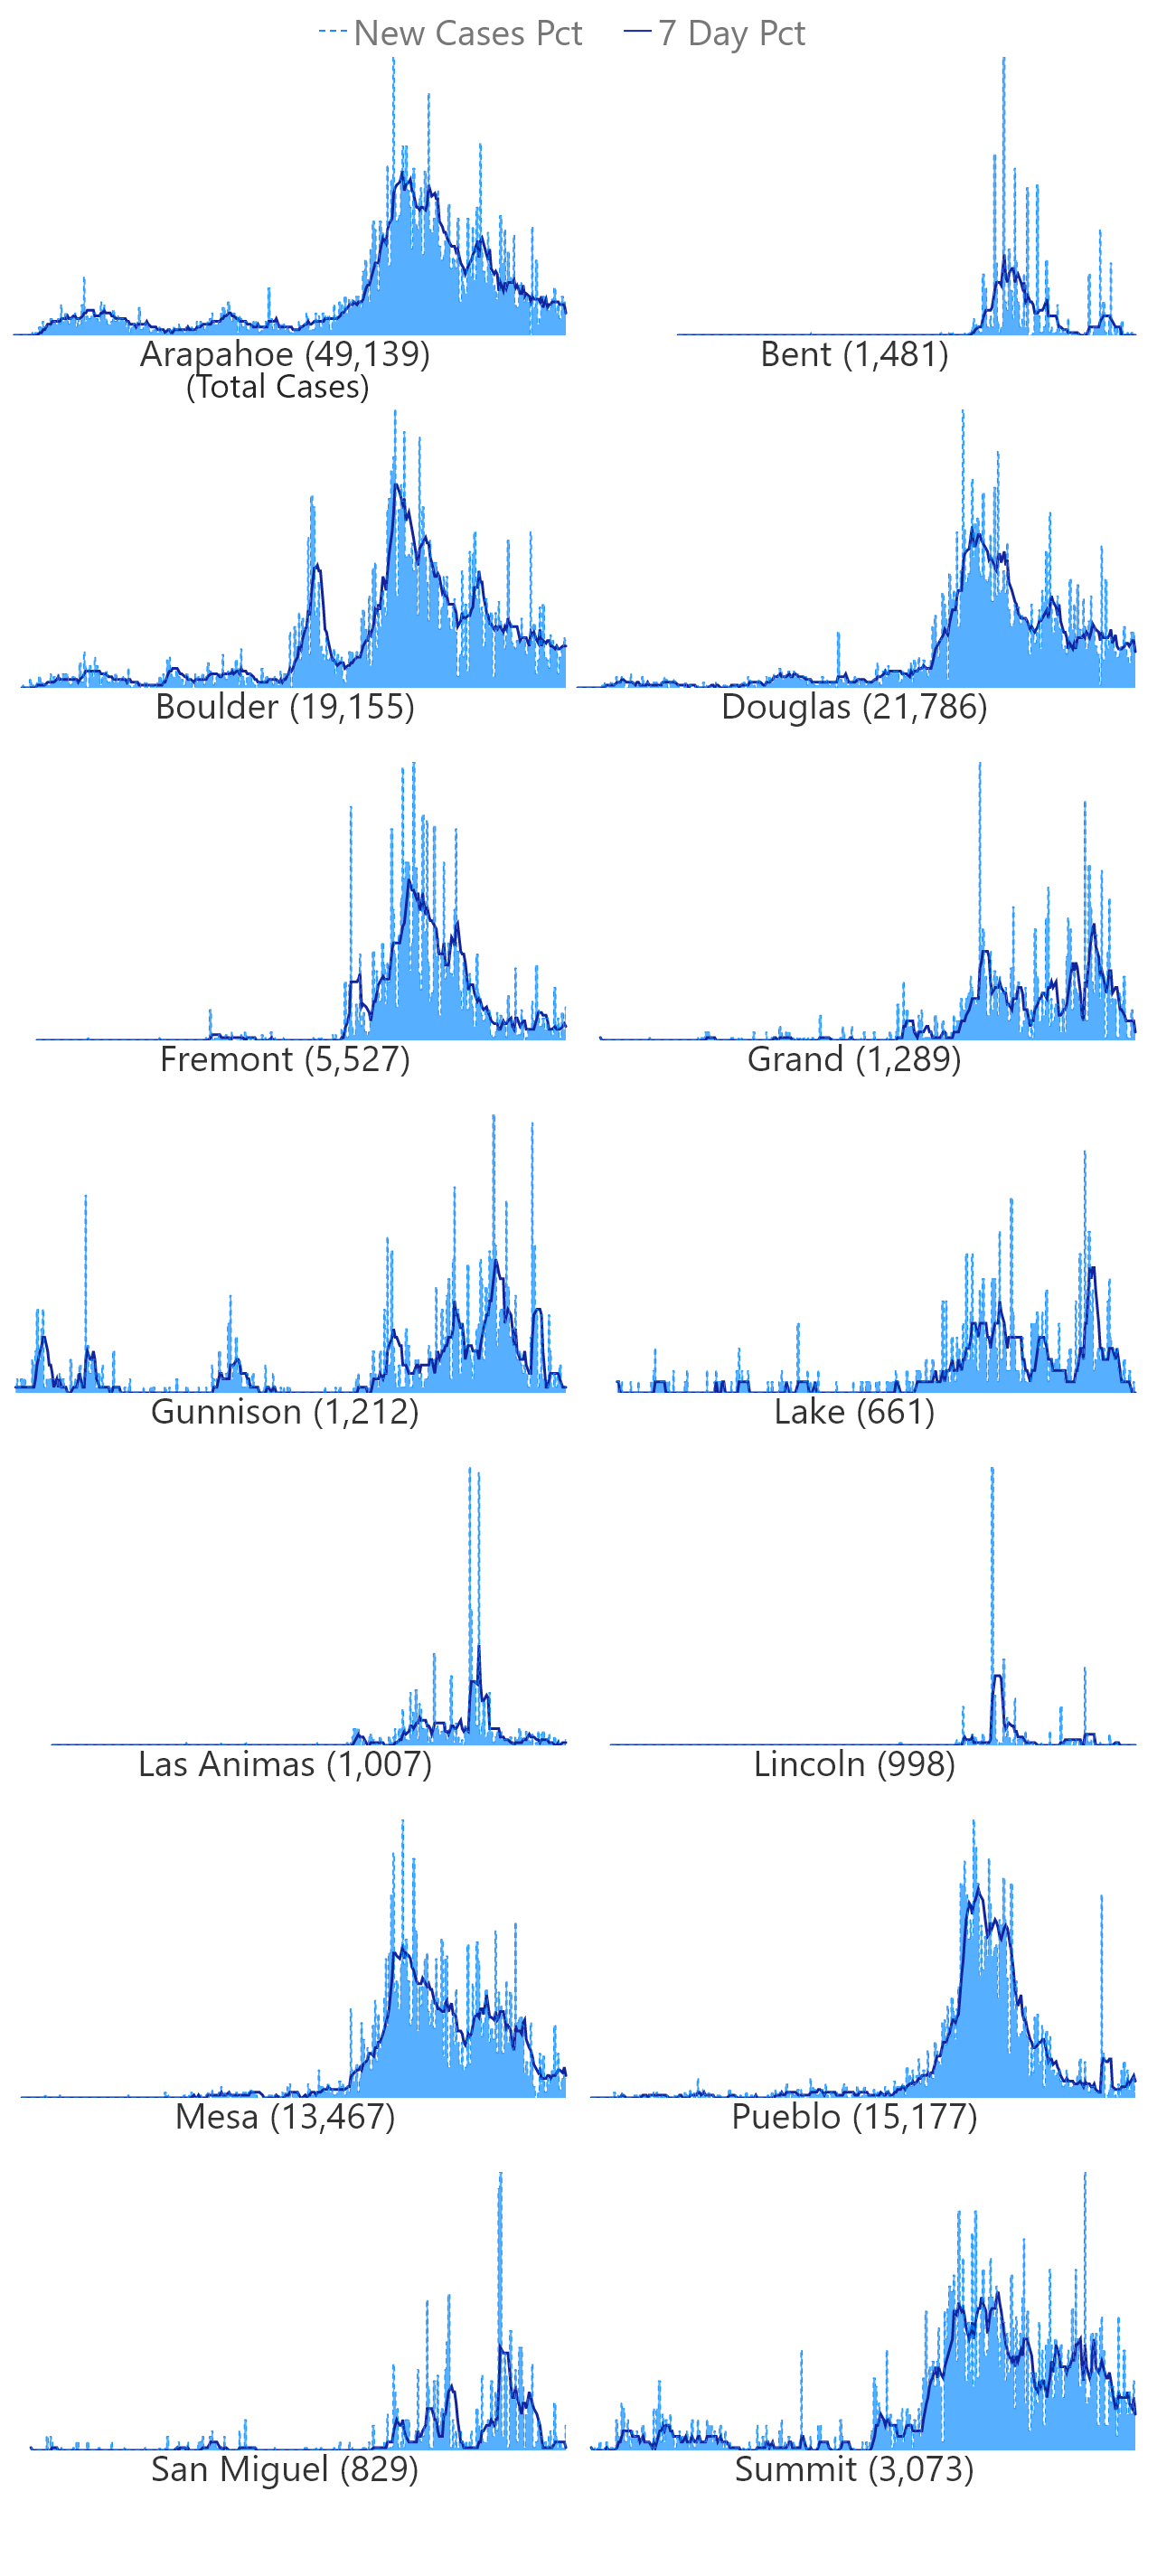 New Cases Pct 7 Day Pct
Arapahoe (49,139)
(Total Cases)
Bent (1,481)
Boulder (19,155)
Douglas (21,786)
Fremont (5,527)
Grand (1,289)
Gunnison (1,212)
Lake (661)
Las Animas (1,007)
Lincoln (998)
Mesa (13,467)
Pueblo (15,177)
San Miguel (829)
Summit (3,073)